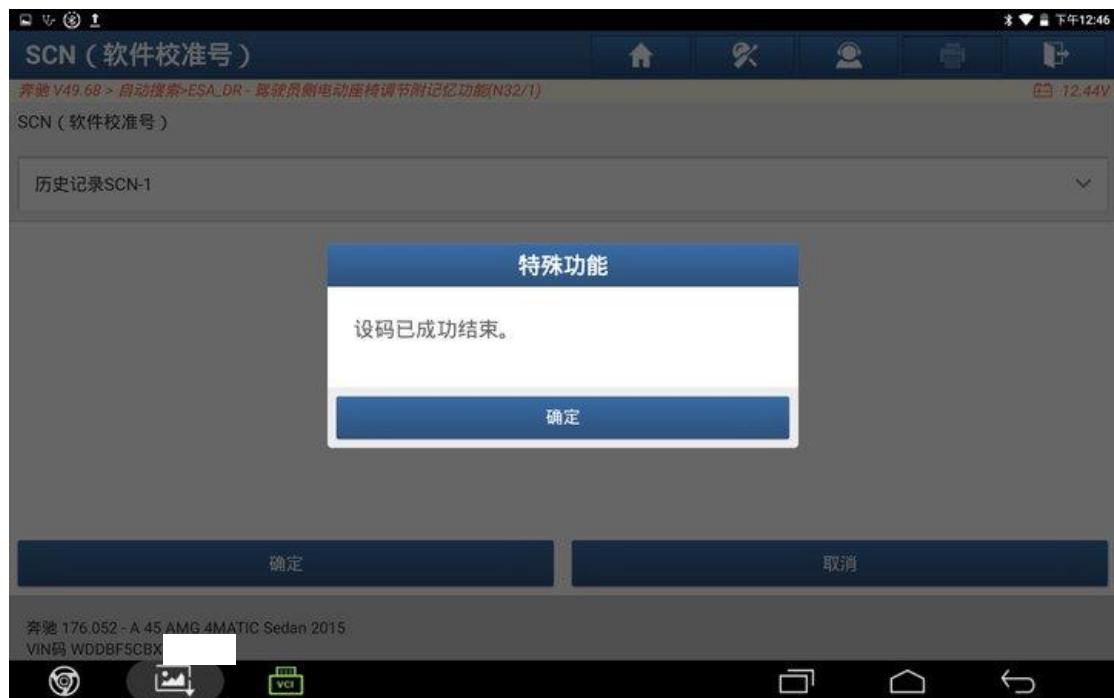 下午12:46
SCN（软件校准号）
奔驰 V49.68 > 自动搜索>ESA_DR - 驾驶员侧电动座椅调节附记忆功能(N32/1)
12.44V
SCN（软件校准号）
历史记录SCN-1
特殊功能
设码已成功结束。
确定
确定
取消
奔驰 176.052 - A 45 AMG 4MATIC Sedan 2015
VIN码 WDDBF5CBX
VCI